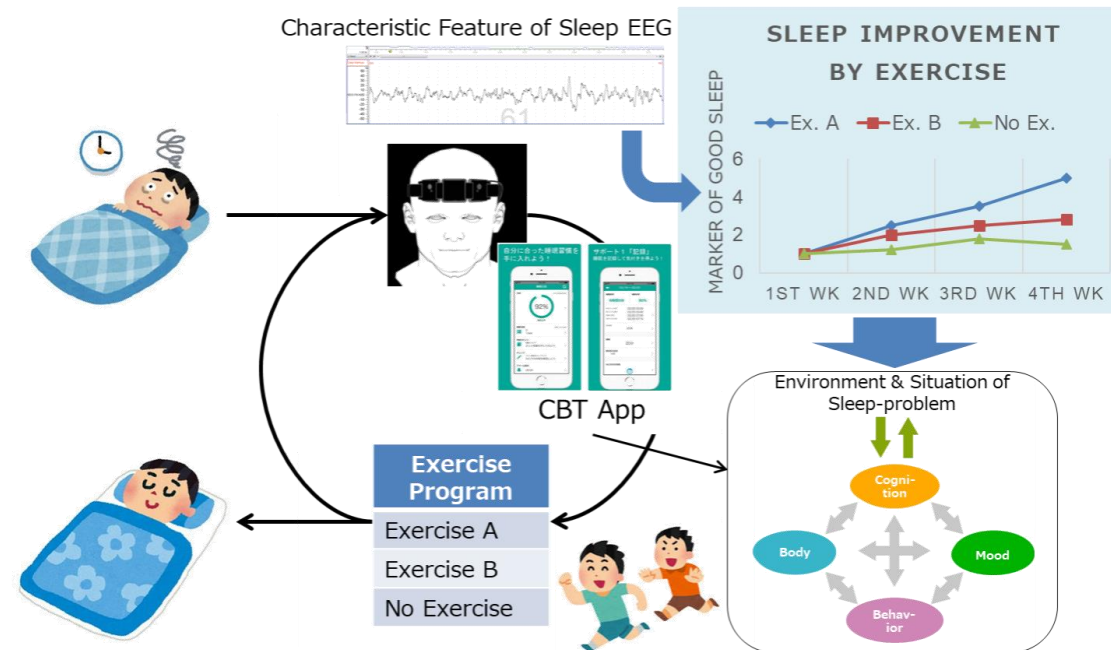 Characteristic Feature of Sleep EEG
61
SLEEP IMPROVEMENT
BY EXERCISE
Ex. A
Ex. B
No Ex.
MARKER OF GOOD SLEEP
6
4
2
0
1ST WK
2ND WK
3RD WK
4TH WK
自分に合った睡眠習慣を
手に入れよう！
92%
サポート1「記録」
CBT App
Exercise
Program
Exercise A
Exercise B
No Exercise
Environment & Situation of
Sleep-problem
Cogni-
tion
Body
Mood
Behav-
ior